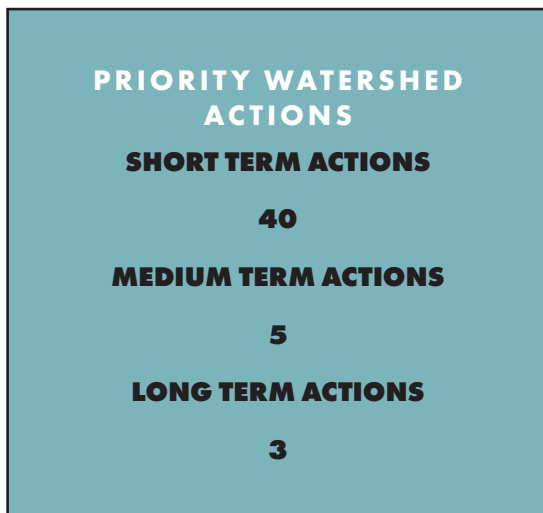 PRIORITY WATERSHED
ACTIONS
SHORT TERM ACTIONS
40
MEDIUM TERM ACTIONS
5
LONG TERM ACTIONS
3